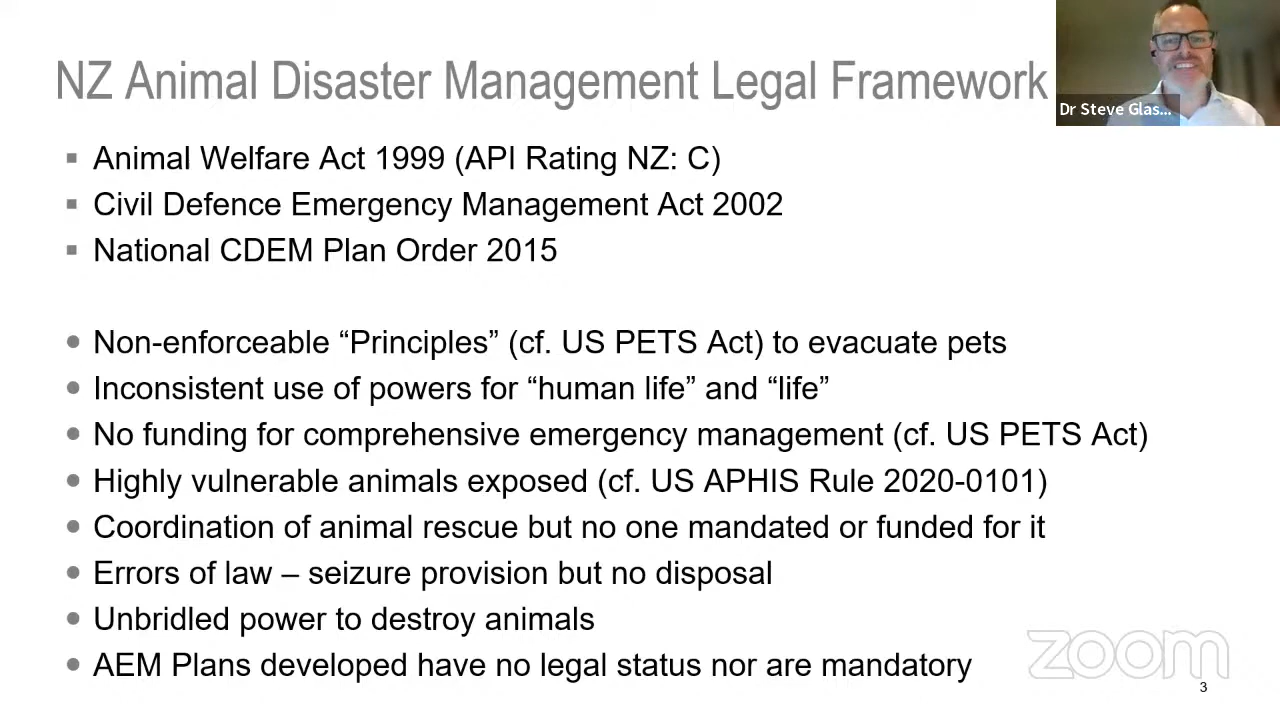 NZ Animal Disaster Management Legal Framework
Dr Steve Glas...
Animal Welfare Act 1999 (API Rating NZ: C)
Civil Defence Emergency Management Act 2002
National CDEM Plan Order 2015
Non-enforceable “Principles” (cf. US PETS Act) to evacuate pets
Inconsistent use of powers for “human life” and “life”
No funding for comprehensive emergency management (cf. US PETS Act)
Highly vulnerable animals exposed (cf. US APHIS Rule 2020-0101)
Coordination of animal rescue but no one mandated or funded for it
Errors of law – seizure provision but no disposal
Unbridled power to destroy animals
AEM Plans developed have no legal status nor are mandatory
zoom
3